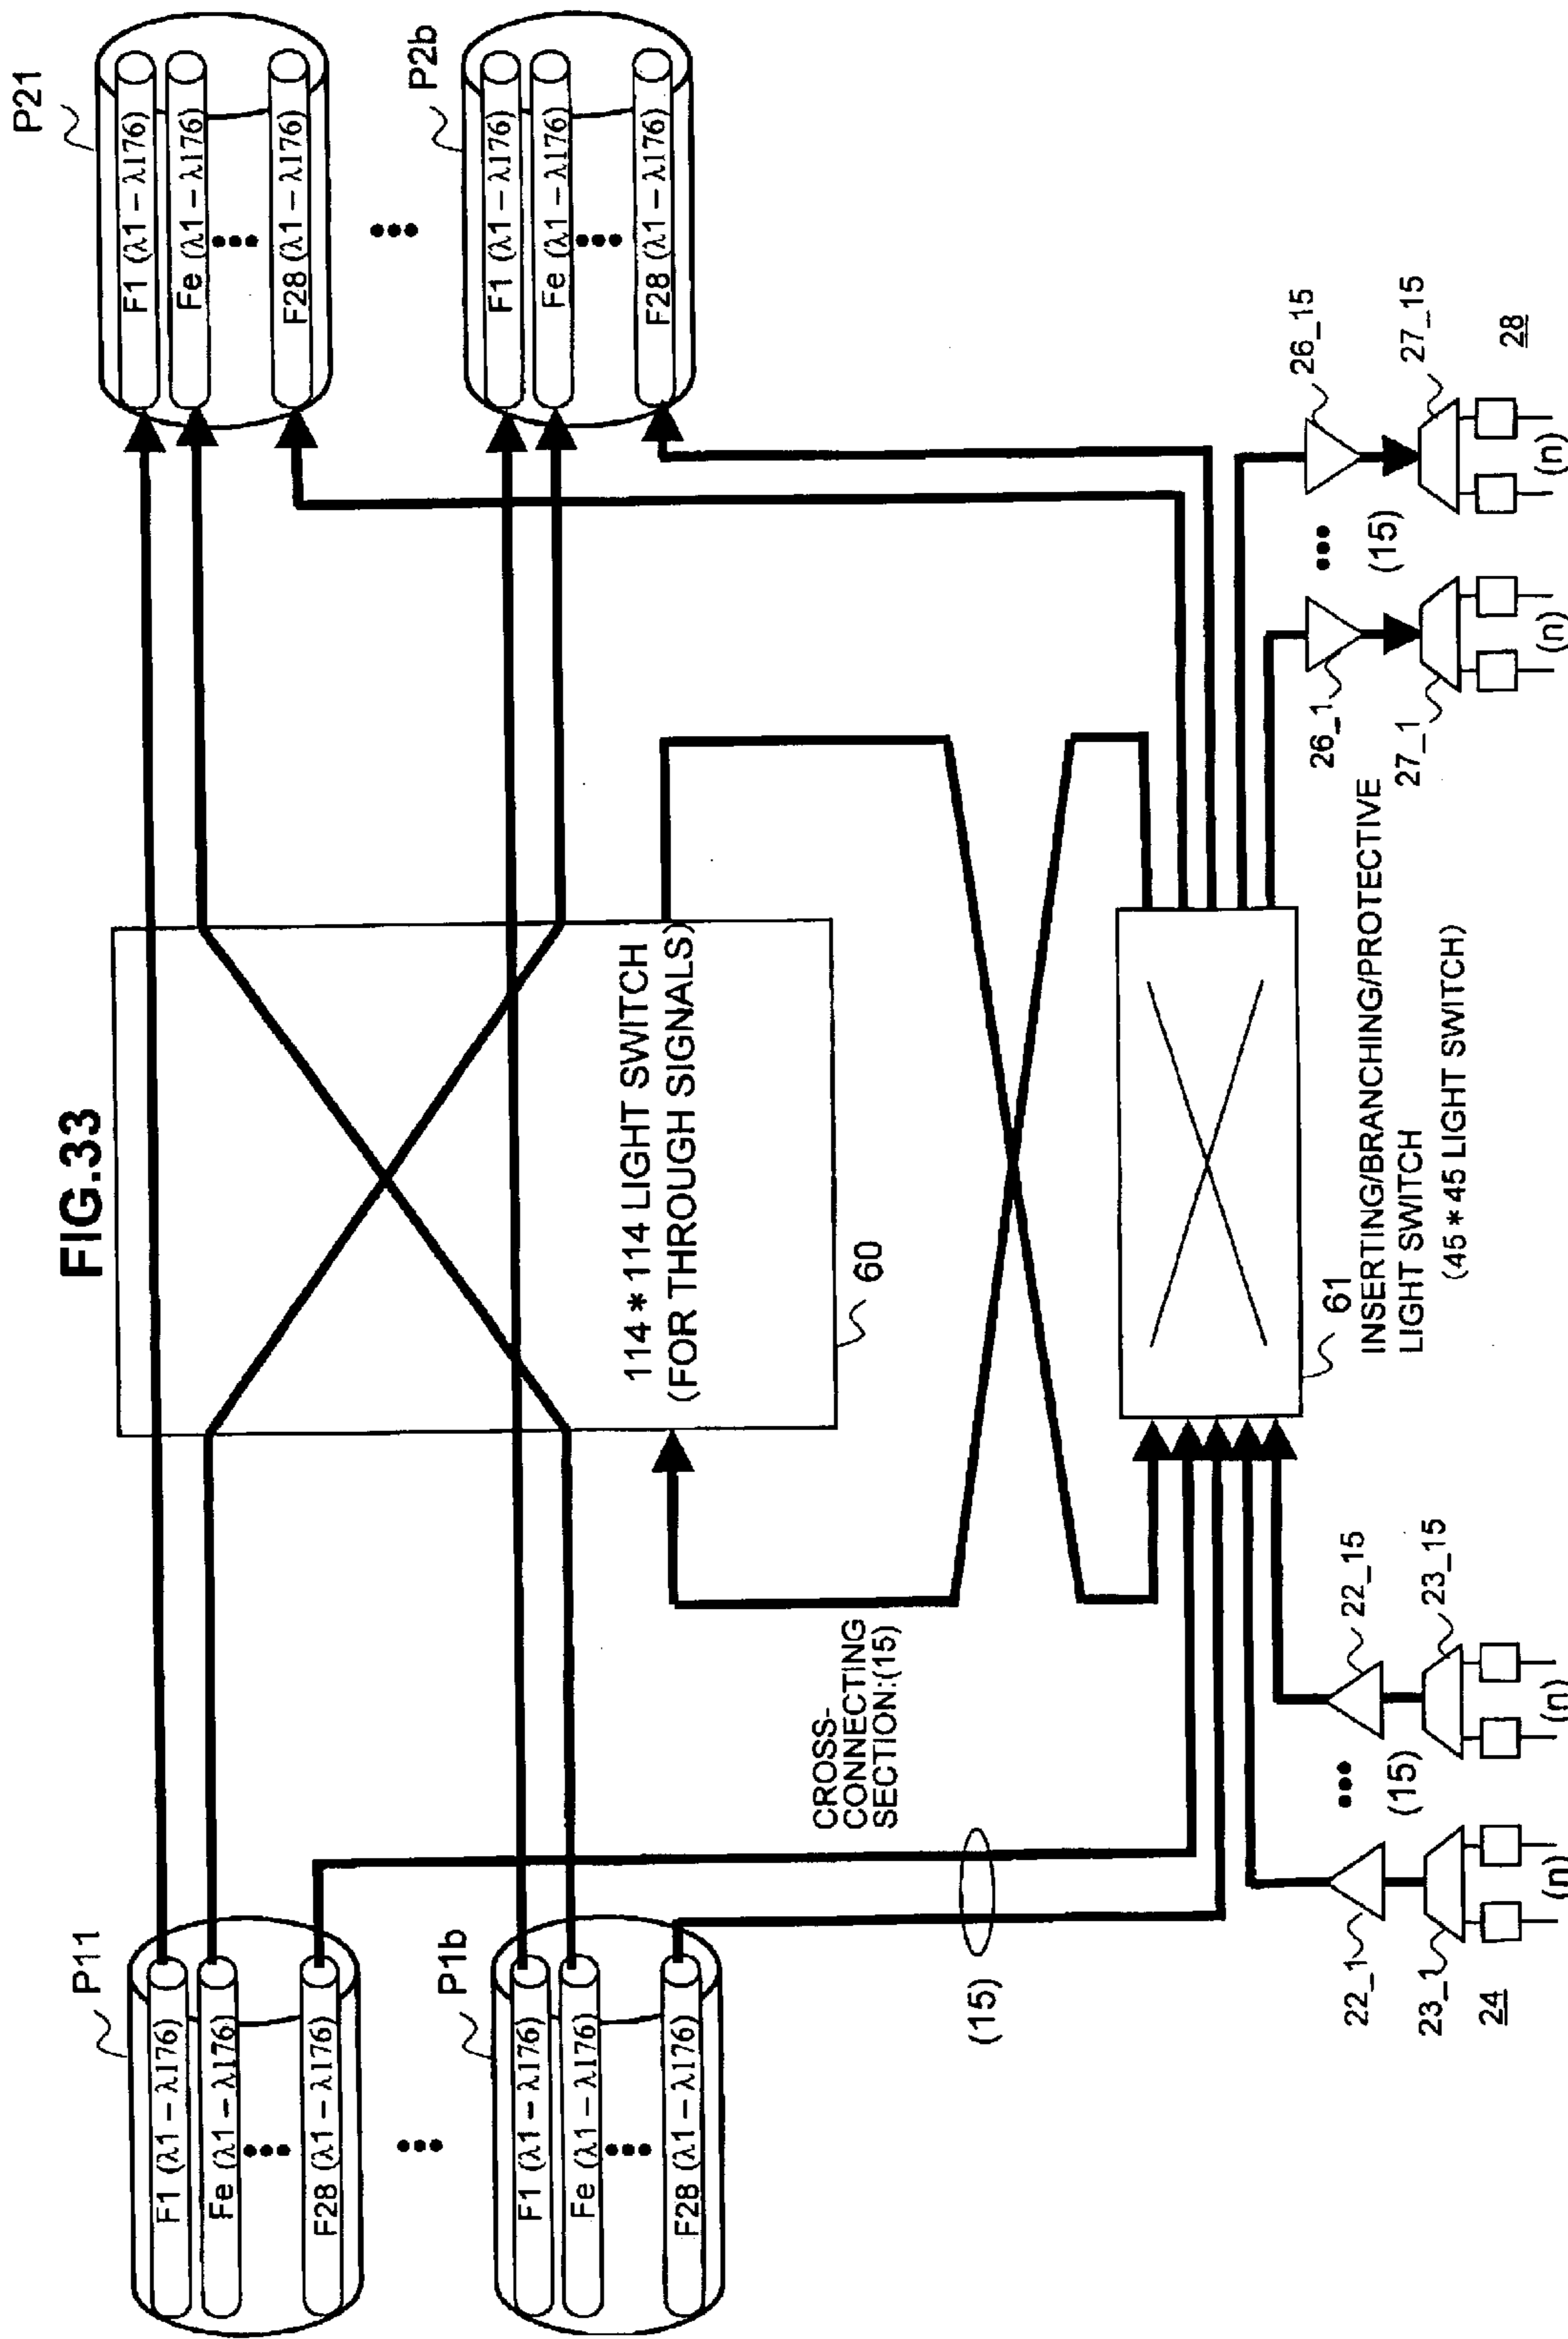 FIG.33
P11
F1 (λ1－λ176)
Fe (λ1－λ176)
•••
F28 (λ1－λ176)
•••
P1b
F1 (λ1－λ176)
Fe (λ1－λ176)
•••
F28 (λ1－λ176)
P21
F1 (λ1－λ176)
Fe (λ1－λ176)
•••
F28 (λ1－λ176)
•••
P2b
F1 (λ1－λ176)
Fe (λ1－λ176)
•••
F28 (λ1－λ176)
114＊114 LIGHT SWITCH
(FOR THROUGH SIGNALS)
60
CROSS-
CONNECTING
SECTION:(15)
(15)
61
INSERTING/BRANCHING/PROTECTIVE
LIGHT SWITCH
(45＊45 LIGHT SWITCH)
22_1
22_15
•••
(15)
23_1
23_15
24
(n)
(n)
26_1
26_15
•••
(15)
27_1
27_15
28
(n)
(n)